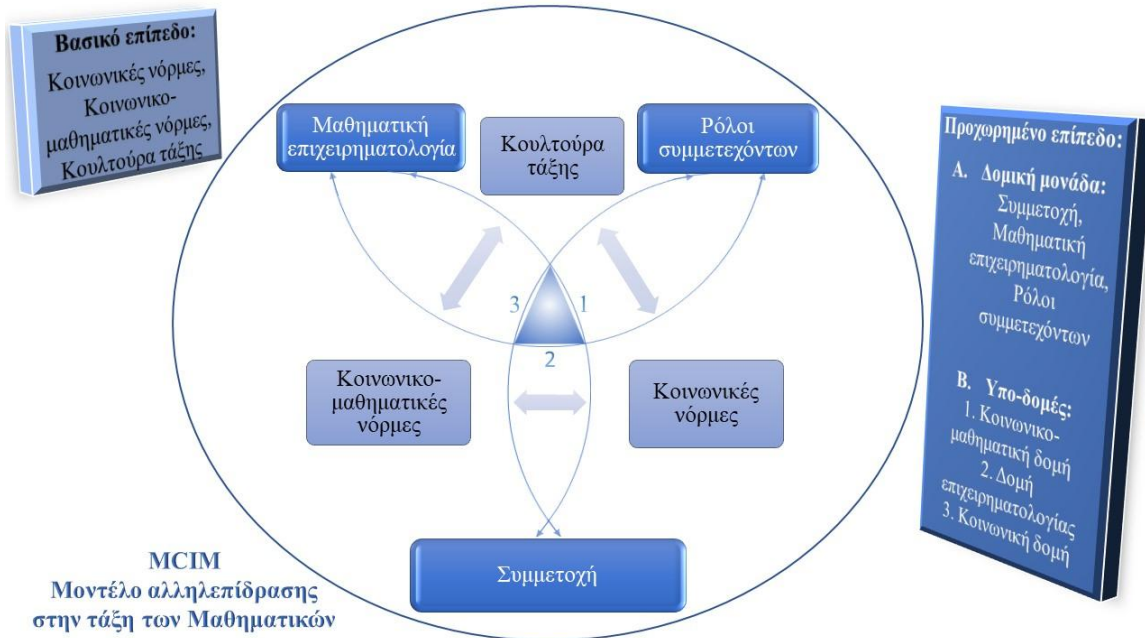 Βασικό επίπεδο:
Κοινωνικές νόρμες,
Κοινωνικο-
μαθηματικές νόρμες,
Κουλτούρα τάξης
Μαθηματική
επιχειρηματολογία
Κουλτούρα
τάξης
Ρόλοι
συμμετεχόντων
3
1
2
Κοινωνικο-
μαθηματικές
νόρμες
Κοινωνικές
νόρμες
Συμμετοχή
MCIM
Μοντέλο αλληλεπίδρασης
στην τάξη των Μαθηματικών
Προχωρημένο επίπεδο:
Α. Δομική μονάδα:
Συμμετοχή,
Μαθηματική
επιχειρηματολογία,
Ρόλοι
συμμετεχόντων
Β. Υπο-δομές:
1. Κοινωνικο-
μαθηματική δομή
2. Δομή
επιχειρηματολογίας
3. Κοινωνική δομή